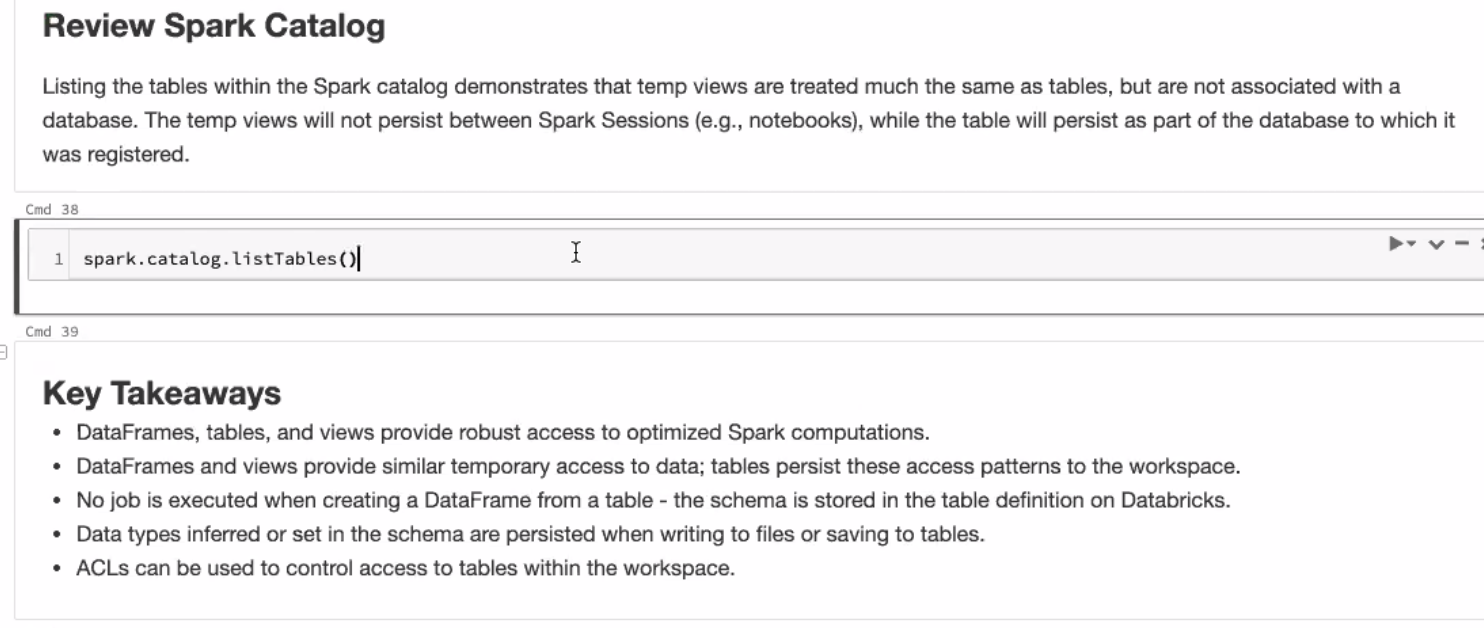 Review Spark Catalog
Listing the tables within the Spark catalog demonstrates that temp views are treated much the same as tables, but are not associated with a
database. The temp views will not persist between Spark Sessions (e.g., notebooks), while the table will persist as part of the database to which it
was registered.
Cmd 38
1 spark.catalog.listTables()
Cmd 39
Key Takeaways
• DataFrames, tables, and views provide robust access to optimized Spark computations.
• DataFrames and views provide similar temporary access to data; tables persist these access patterns to the workspace.
• No job is executed when creating a DataFrame from a table - the schema is stored in the table definition on Databricks.
• Data types inferred or set in the schema are persisted when writing to files or saving to tables.
• ACLs can be used to control access to tables within the workspace.